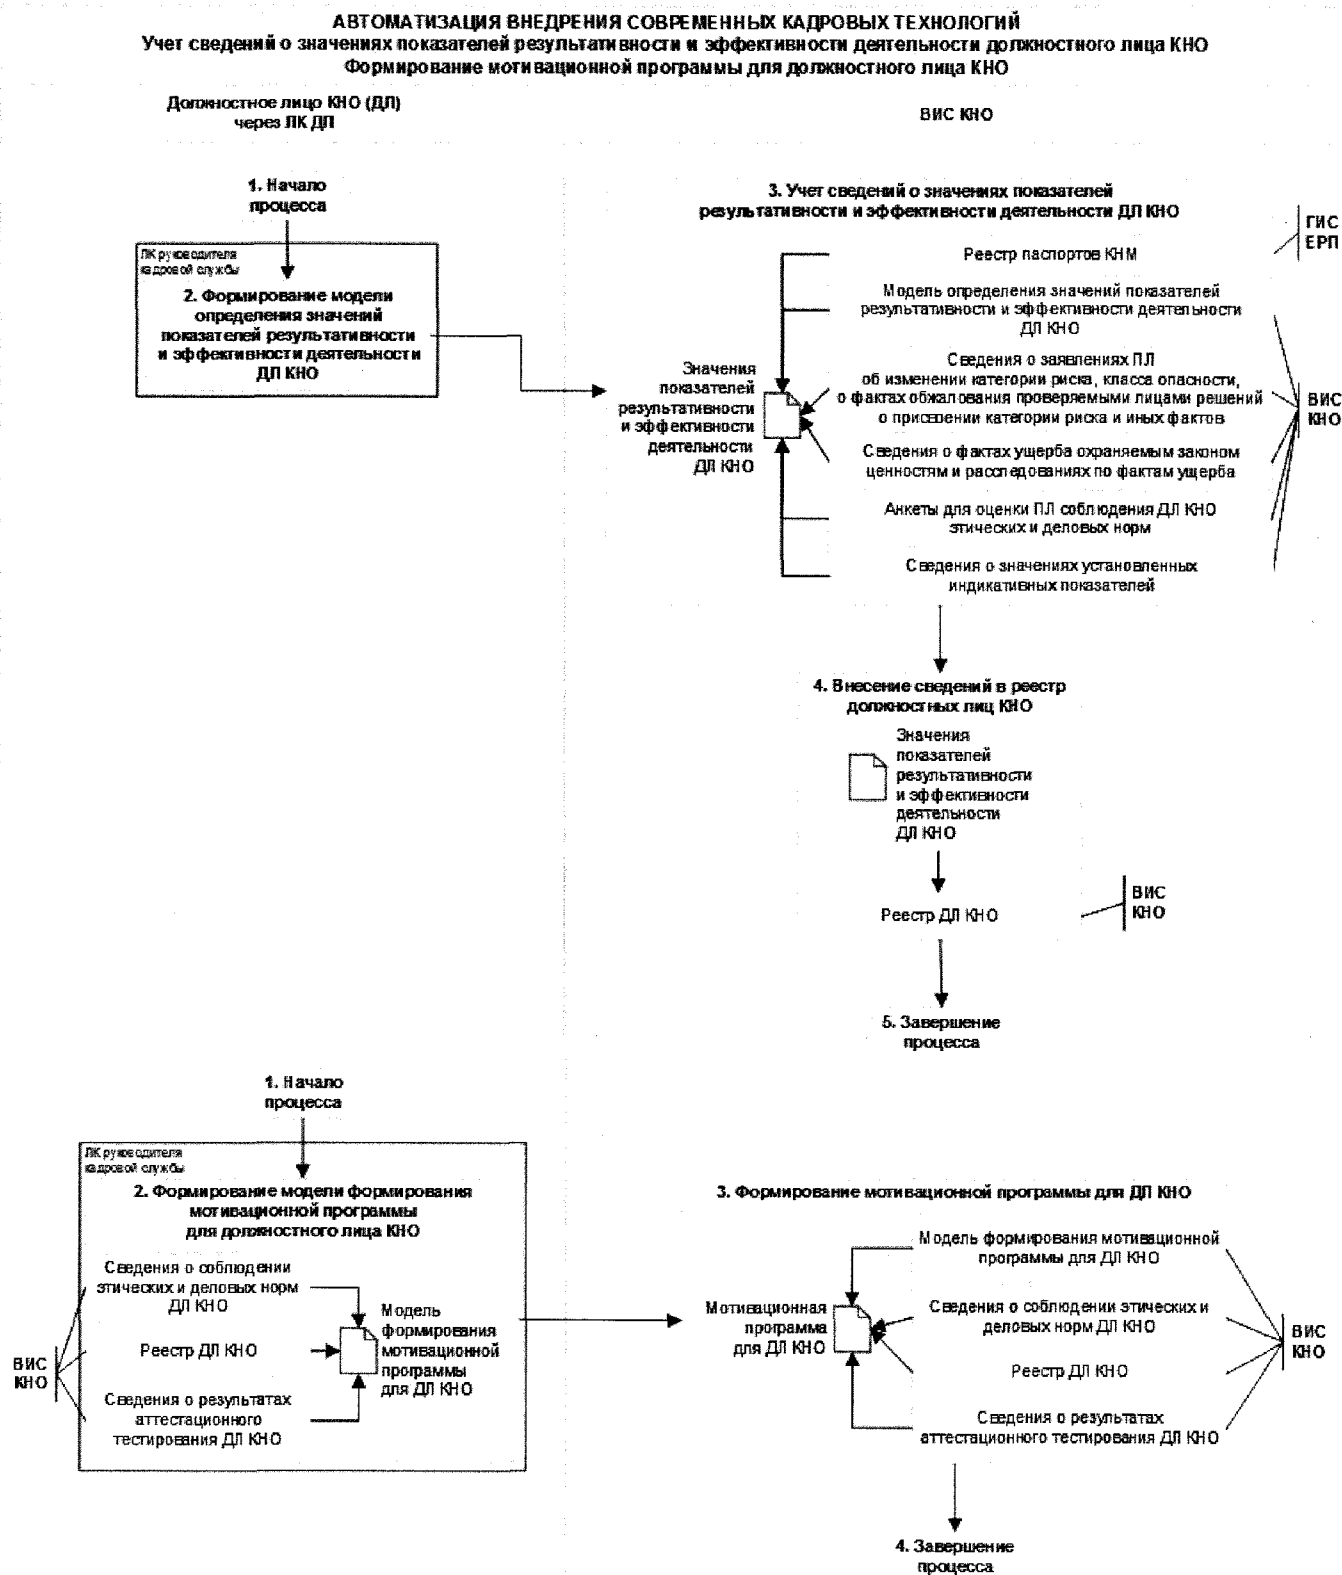 АВТОМАТИЗАЦИЯ ВНЕДРЕНИЯ СОВРЕМЕННЫХ КАДРОВЫХ ТЕХНОЛОГИЙ
Учет сведений о значениях показателей результативности и эффективности деятельности должностного лица КНО
Формирование мотивационной программы для должностного лица КНО
Должностное лицо КНО (ДЛ)
через ЛК ДЛ
ВИС КНО
1. Начало
процесса
ЛК руководителя
кадровой службы
2. Формирование модели
определения значений
показателей результативности
и эффективности деятельности
ДЛ КНО
3. Учет сведений о значениях показателей
результативности и эффективности деятельности ДЛ КНО
Реестр паспортов КНМ
ГИС
ЕРП
Модель определения значений показателей
результативности и эффективности деятельности
ДЛ КНО
Значения
показателей
результативности
и эффективности
деятельности
ДЛ КНО
Сведения о заявлениях ПЛ
об изменении категории риска, класса опасности,
о фактах обжалования проверяемыми лицами решений
о присвоении категории риска и иных фактов
ВИС
КНО
Сведения о фактах ущерба охраняемым законом
ценностям и расследованиях по фактам ущерба
Анкеты для оценки ПЛ соблюдения ДЛ КНО
этических и деловых норм
Сведения о значениях установленных
индикативных показателей
4. Внесение сведений в реестр
должностных лиц КНО
Значения
показателей
результативности
и эффективности
деятельности
ДЛ КНО
Реестр ДЛ КНО
ВИС
КНО
5. Завершение
процесса
1. Начало
процесса
ЛК руководителя
кадровой службы
2. Формирование модели формирования
мотивационной программы
для должностного лица КНО
Сведения о соблюдении
этических и деловых норм
ДЛ КНО
Реестр ДЛ КНО
Сведения о результатах
аттестационного
тестирования ДЛ КНО
ВИС
КНО
Модель
формирования
мотивационной
программы
для ДЛ КНО
3. Формирование мотивационной программы для ДЛ КНО
Мотивационная
программа
для ДЛ КНО
Модель формирования мотивационной
программы для ДЛ КНО
Сведения о соблюдении этических и
деловых норм ДЛ КНО
Реестр ДЛ КНО
Сведения о результатах
аттестационного тестирования ДЛ КНО
ВИС
КНО
4. Завершение
процесса